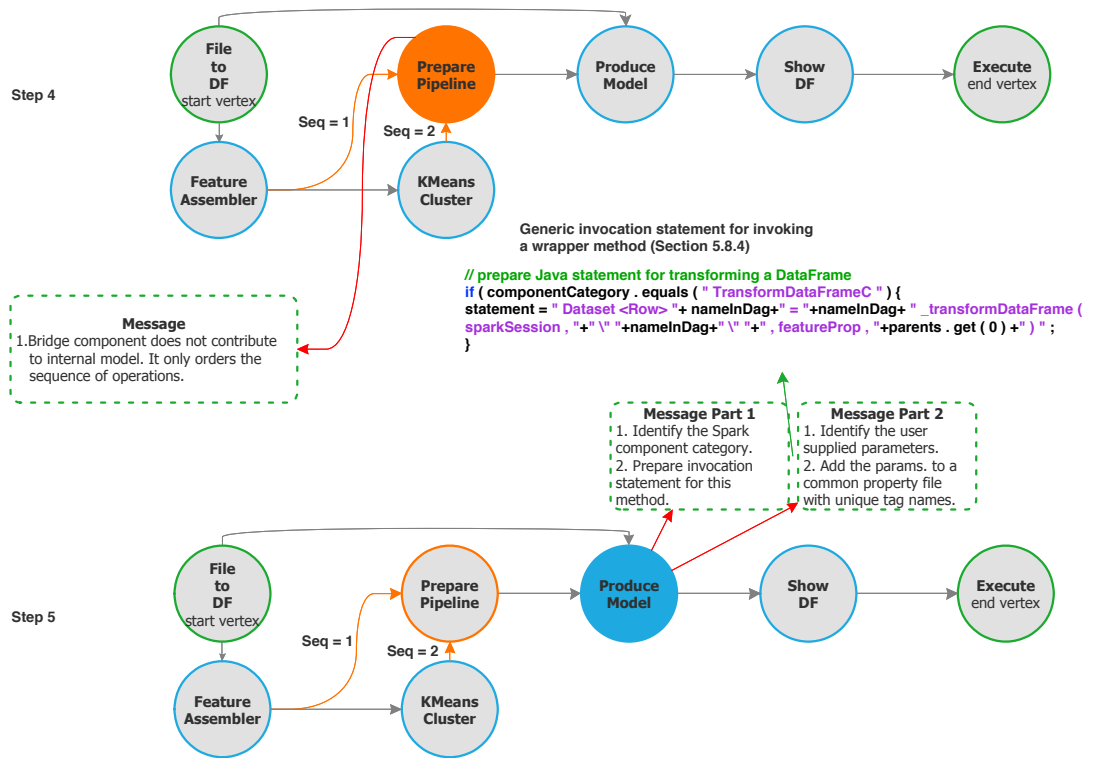 Step 4
File
to
DF
start vertex
Prepare
Pipeline
Produce
Model
Show
DF
Execute
end vertex
Seq = 1
Seq = 2
Feature
Assembler
KMeans
Cluster
Generic invocation statement for invoking
a wrapper method (Section 5.8.4)
// prepare Java statement for transforming a DataFrame
if ( componentCategory . equals ( " TransformDataFrameC " ) {
statement = " Dataset <Row> "+ nameInDag+" = "+nameInDag+ " _transformDataFrame (
sparkSession , "+" \" "+nameInDag+" \" "+" , featureProp , "+parents . get ( 0 ) +" ) " ;
}
Message
1.Bridge component does not contribute
to internal model. It only orders the
sequence of operations.
Message Part 1
1. Identify the Spark
component category.
2. Prepare invocation
statement for this
method.
Message Part 2
1. Identify the user
supplied parameters.
2. Add the params. to a
common property file
with unique tag names.
Step 5
File
to
DF
start vertex
Prepare
Pipeline
Produce
Model
Show
DF
Execute
end vertex
Seq = 1
Seq = 2
Feature
Assembler
KMeans
Cluster